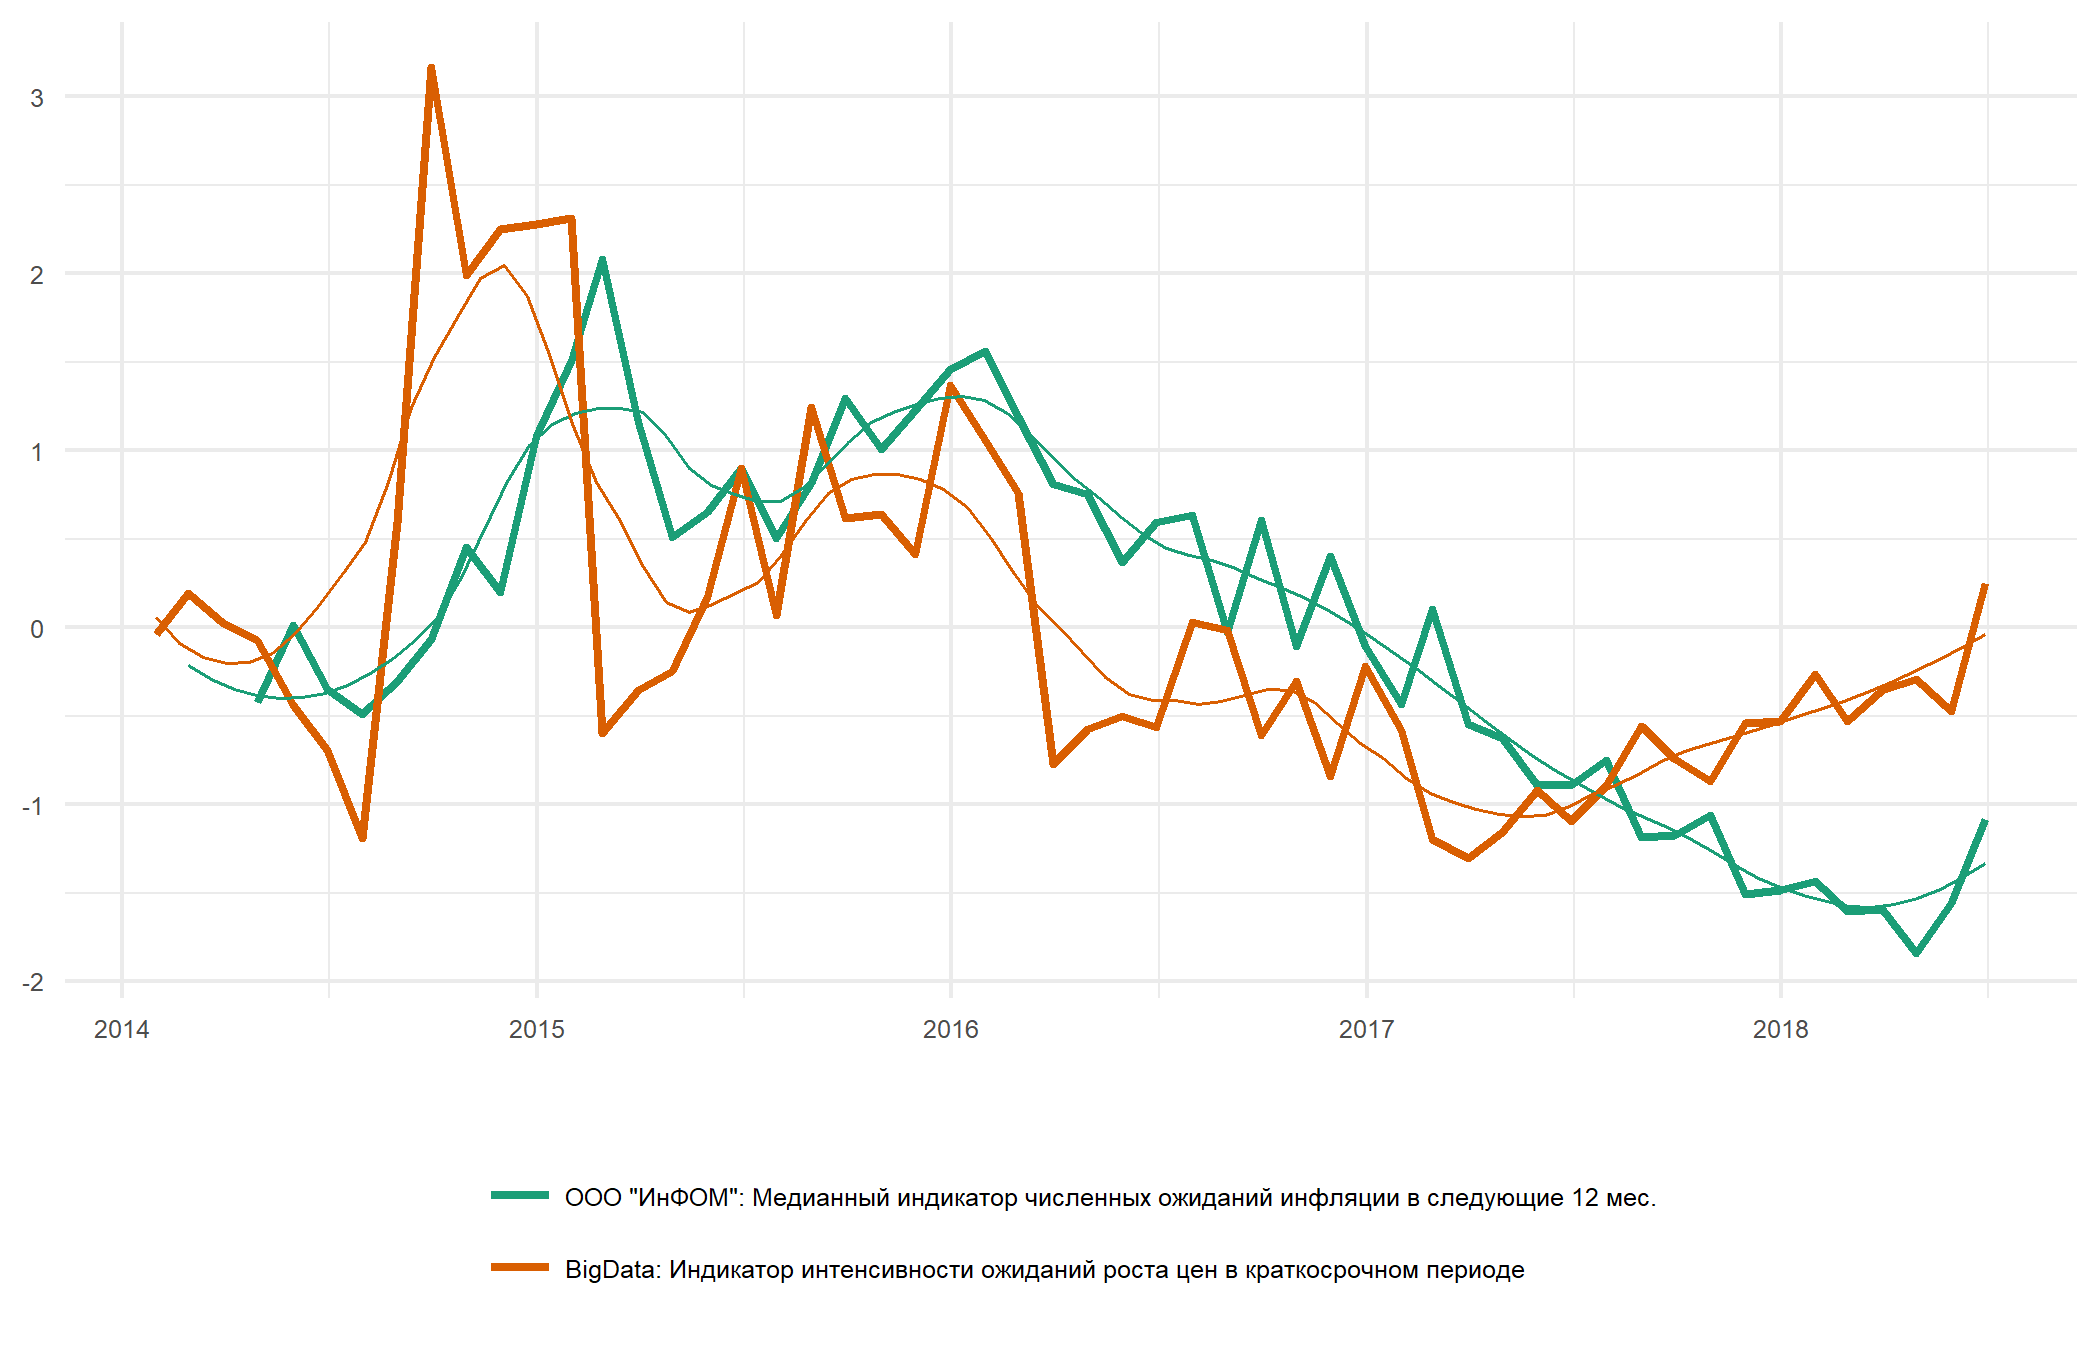 3
2
1
0
-1
-2
2014 2015 2016 2017 2018
ООО "ИнФОМ": Медианный индикатор численных ожиданий инфляции в следующие 12 мес.
BigData: Индикатор интенсивности ожиданий роста цен в краткосрочном периоде